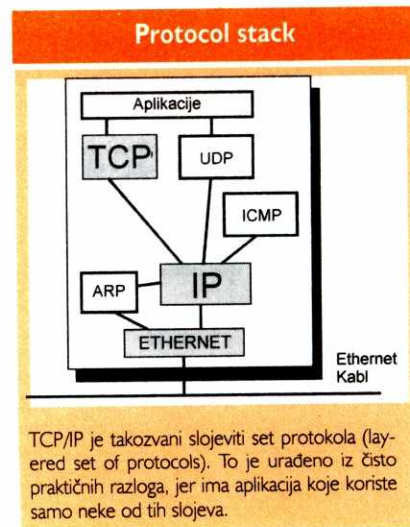 Protocol stack
Aplikacije
TCP
UDP
ICMP
ARP
IP
ETHERNET
Ethernet
Kabl
TCP/IP je takozvani slojeviti set protokola (lay-
ered set of protocols). To je urađeno iz čisto
praktičnih razloga, jer ima aplikacija koje koriste
samo neke od tih slojeva.